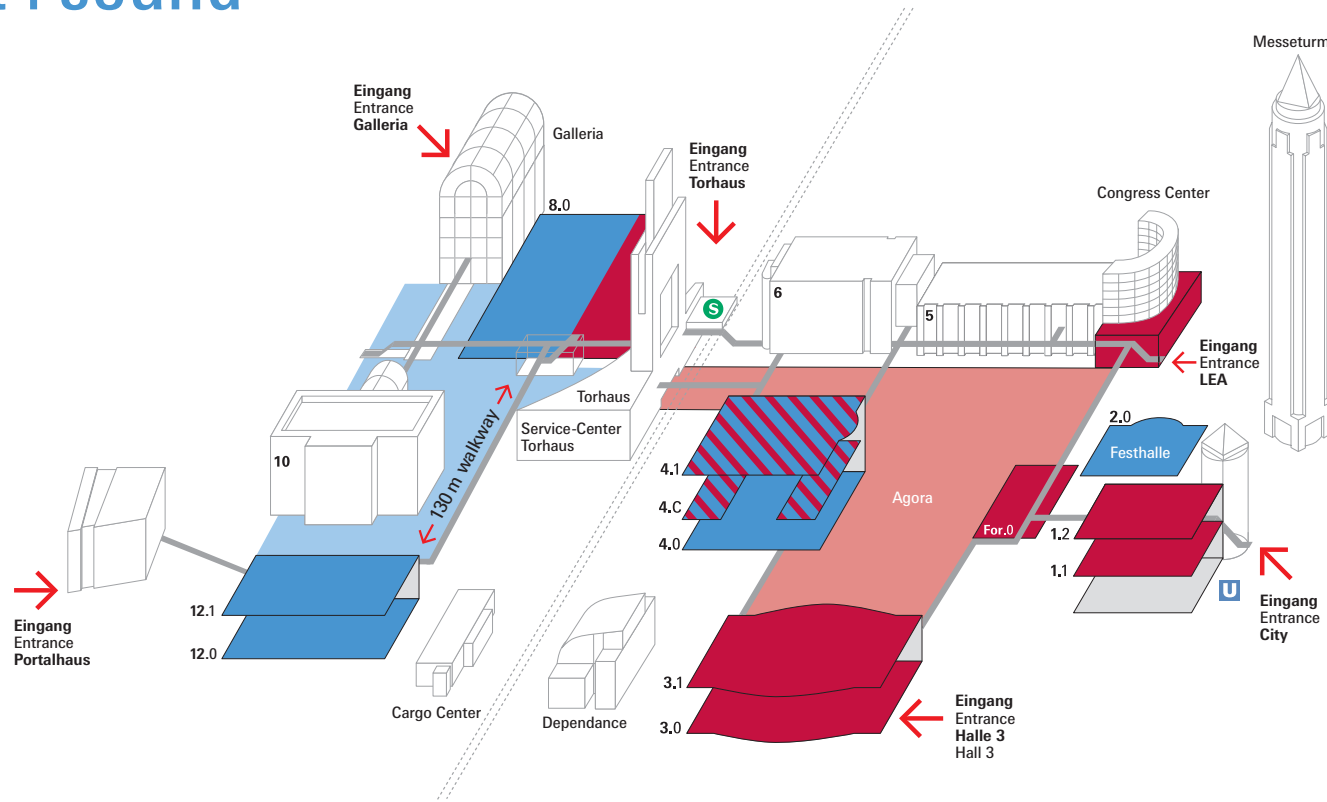 Messeturm
Eingang
Entrance
Galleria
Galleria
Eingang
Entrance
Torhaus
Congress Center
8.0
S
6
5
Eingang
Entrance
LEA
Torhaus
Service-Center
Torhaus
130 m walkway
10
2.0
Festhalle
4.1
4.C
4.0
Agora
For.0
1.2
1.1
U
Eingang
Entrance
City
12.1
12.0
Eingang
Entrance
Portalhaus
Cargo Center
Dependance
3.1
3.0
Eingang
Entrance
Halle 3
Hall 3